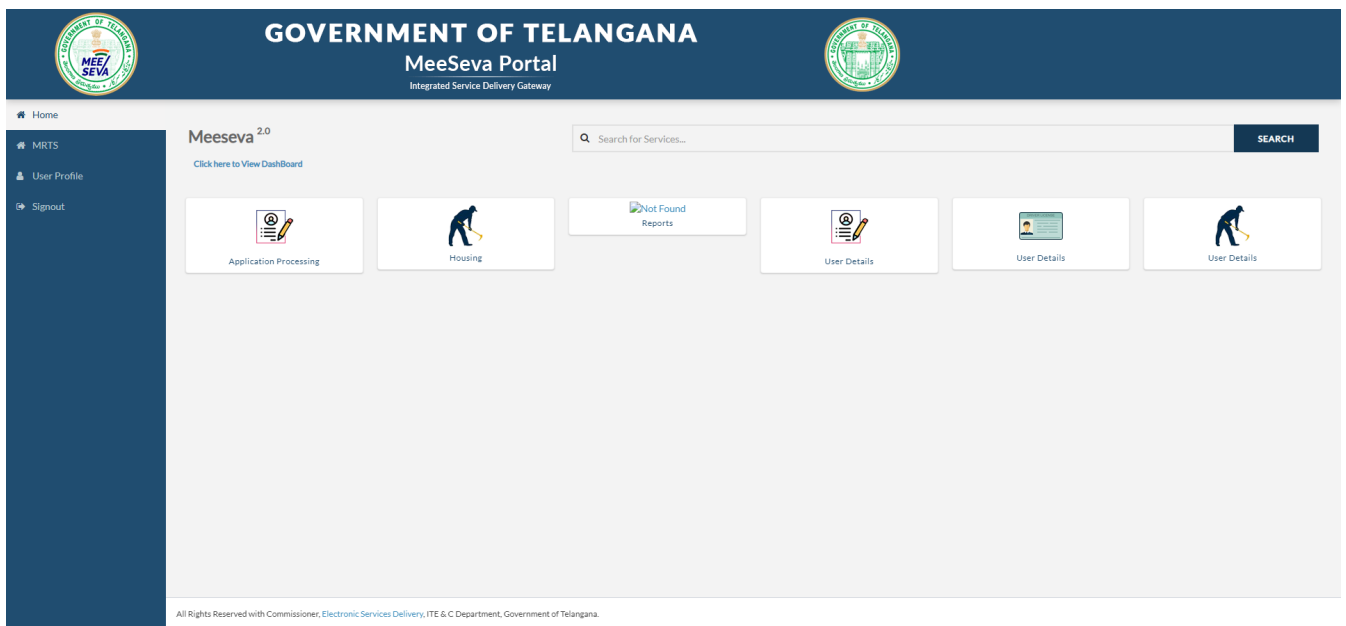 GOVERNMENT OF TELANGANA
MeeSeva Portal
Integrated Service Delivery Gateway
MEE
SEVA
Home
MRTS
User Profile
Signout
Meeseva 2.0
Search for Services...
SEARCH
Click here to View DashBoard
Application Processing
Housing
Not Found
Reports
User Details
User Details
User Details
All Rights Reserved with Commissioner, Electronic Services Delivery, ITE & C Department, Government of Telangana.